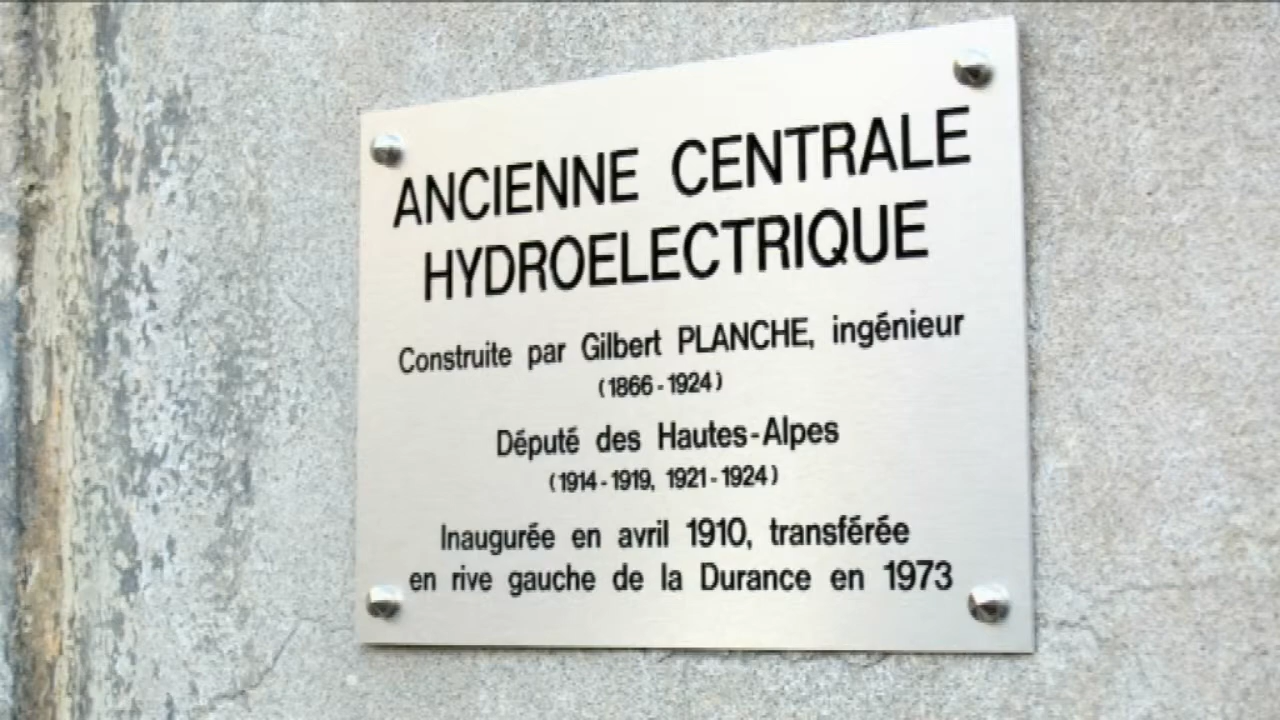 ANCIENNE CENTRALE
HYDROELECTRIQUE
Construite par Gilbert PLANCHE, ingénieur
(1866-1924)
Député des Hautes-Alpes
(1914-1919, 1921-1924)
Inaugurée en avril 1910, transférée
en rive gauche de la Durance en 1973